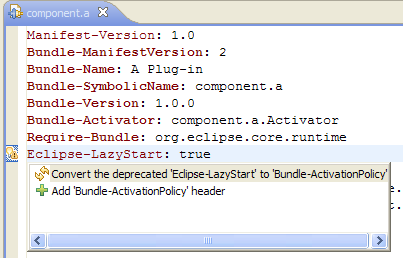 component.a
Manifest-Version: 1.0
Bundle-ManifestVersion: 2
Bundle-Name: A Plug-in
Bundle-SymbolicName: component.a
Bundle-Version: 1.0.0
Bundle-Activator: component.a.Activator
Require-Bundle: org.eclipse.core.runtime
Eclipse-LazyStart: true
Convert the deprecated 'Eclipse-LazyStart' to 'Bundle-ActivationPolicy'
Add 'Bundle-ActivationPolicy' header